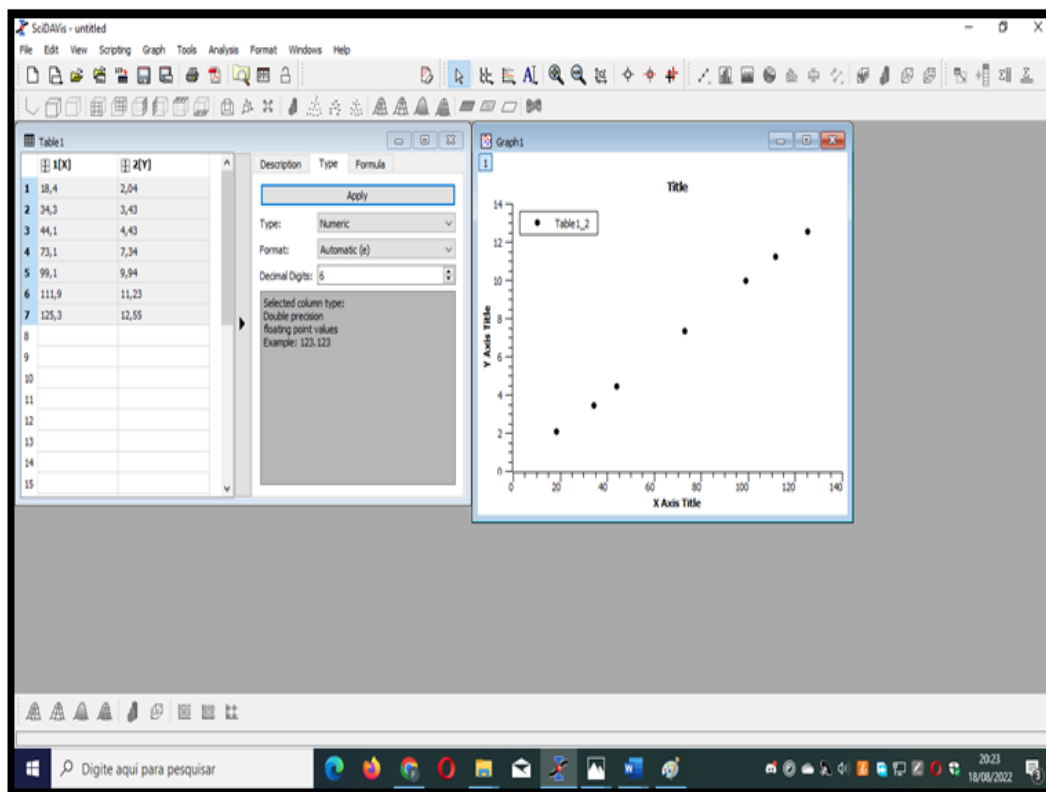 SciDAVis - untitled
File Edit View Scripting Graph Tools Analysis Format Windows Help
Table1
1[X] 2[Y]
1 18,4 2,04
2 34,3 3,43
3 44,1 4,43
4 73,1 7,34
5 99,1 9,94
6 111,9 11,23
7 125,3 12,55
8
9
10
11
12
13
14
15
Description Type Formula
Apply
Type: Numeric
Format: Automatic (e)
Decimal Digits: 6
Selected column type:
Double precision
floating point values
Example: 123.123
Graph1
1
Title
Table1_2
14
12
10
8
6
4
2
0
Y Axis Title
0 20 40 60 80 100 120 140
X Axis Title
Digite aqui para pesquisar
20:23
18/08/2022
3